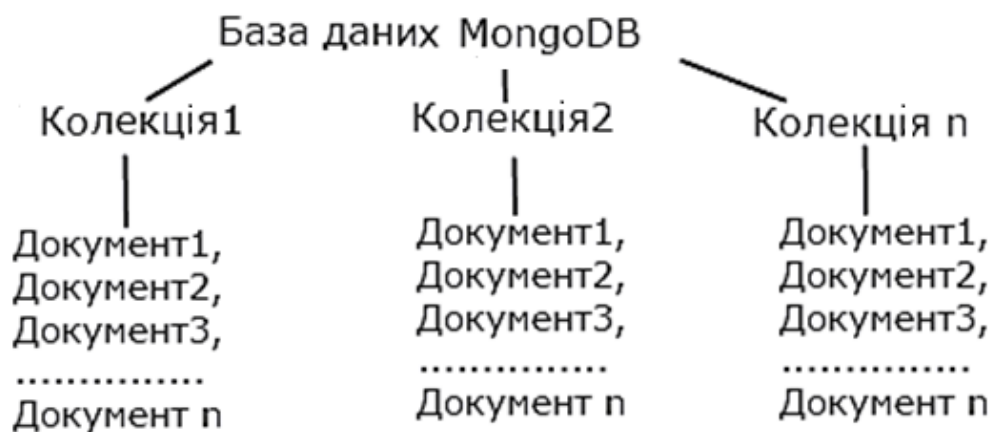 База даних MongoDB
Колекція1
Колекція2
Колекція n
Документ1,
Документ2,
Документ3,
...............
Документ n
Документ1,
Документ2,
Документ3,
...............
Документ n
Документ1,
Документ2,
Документ3,
...............
Документ n